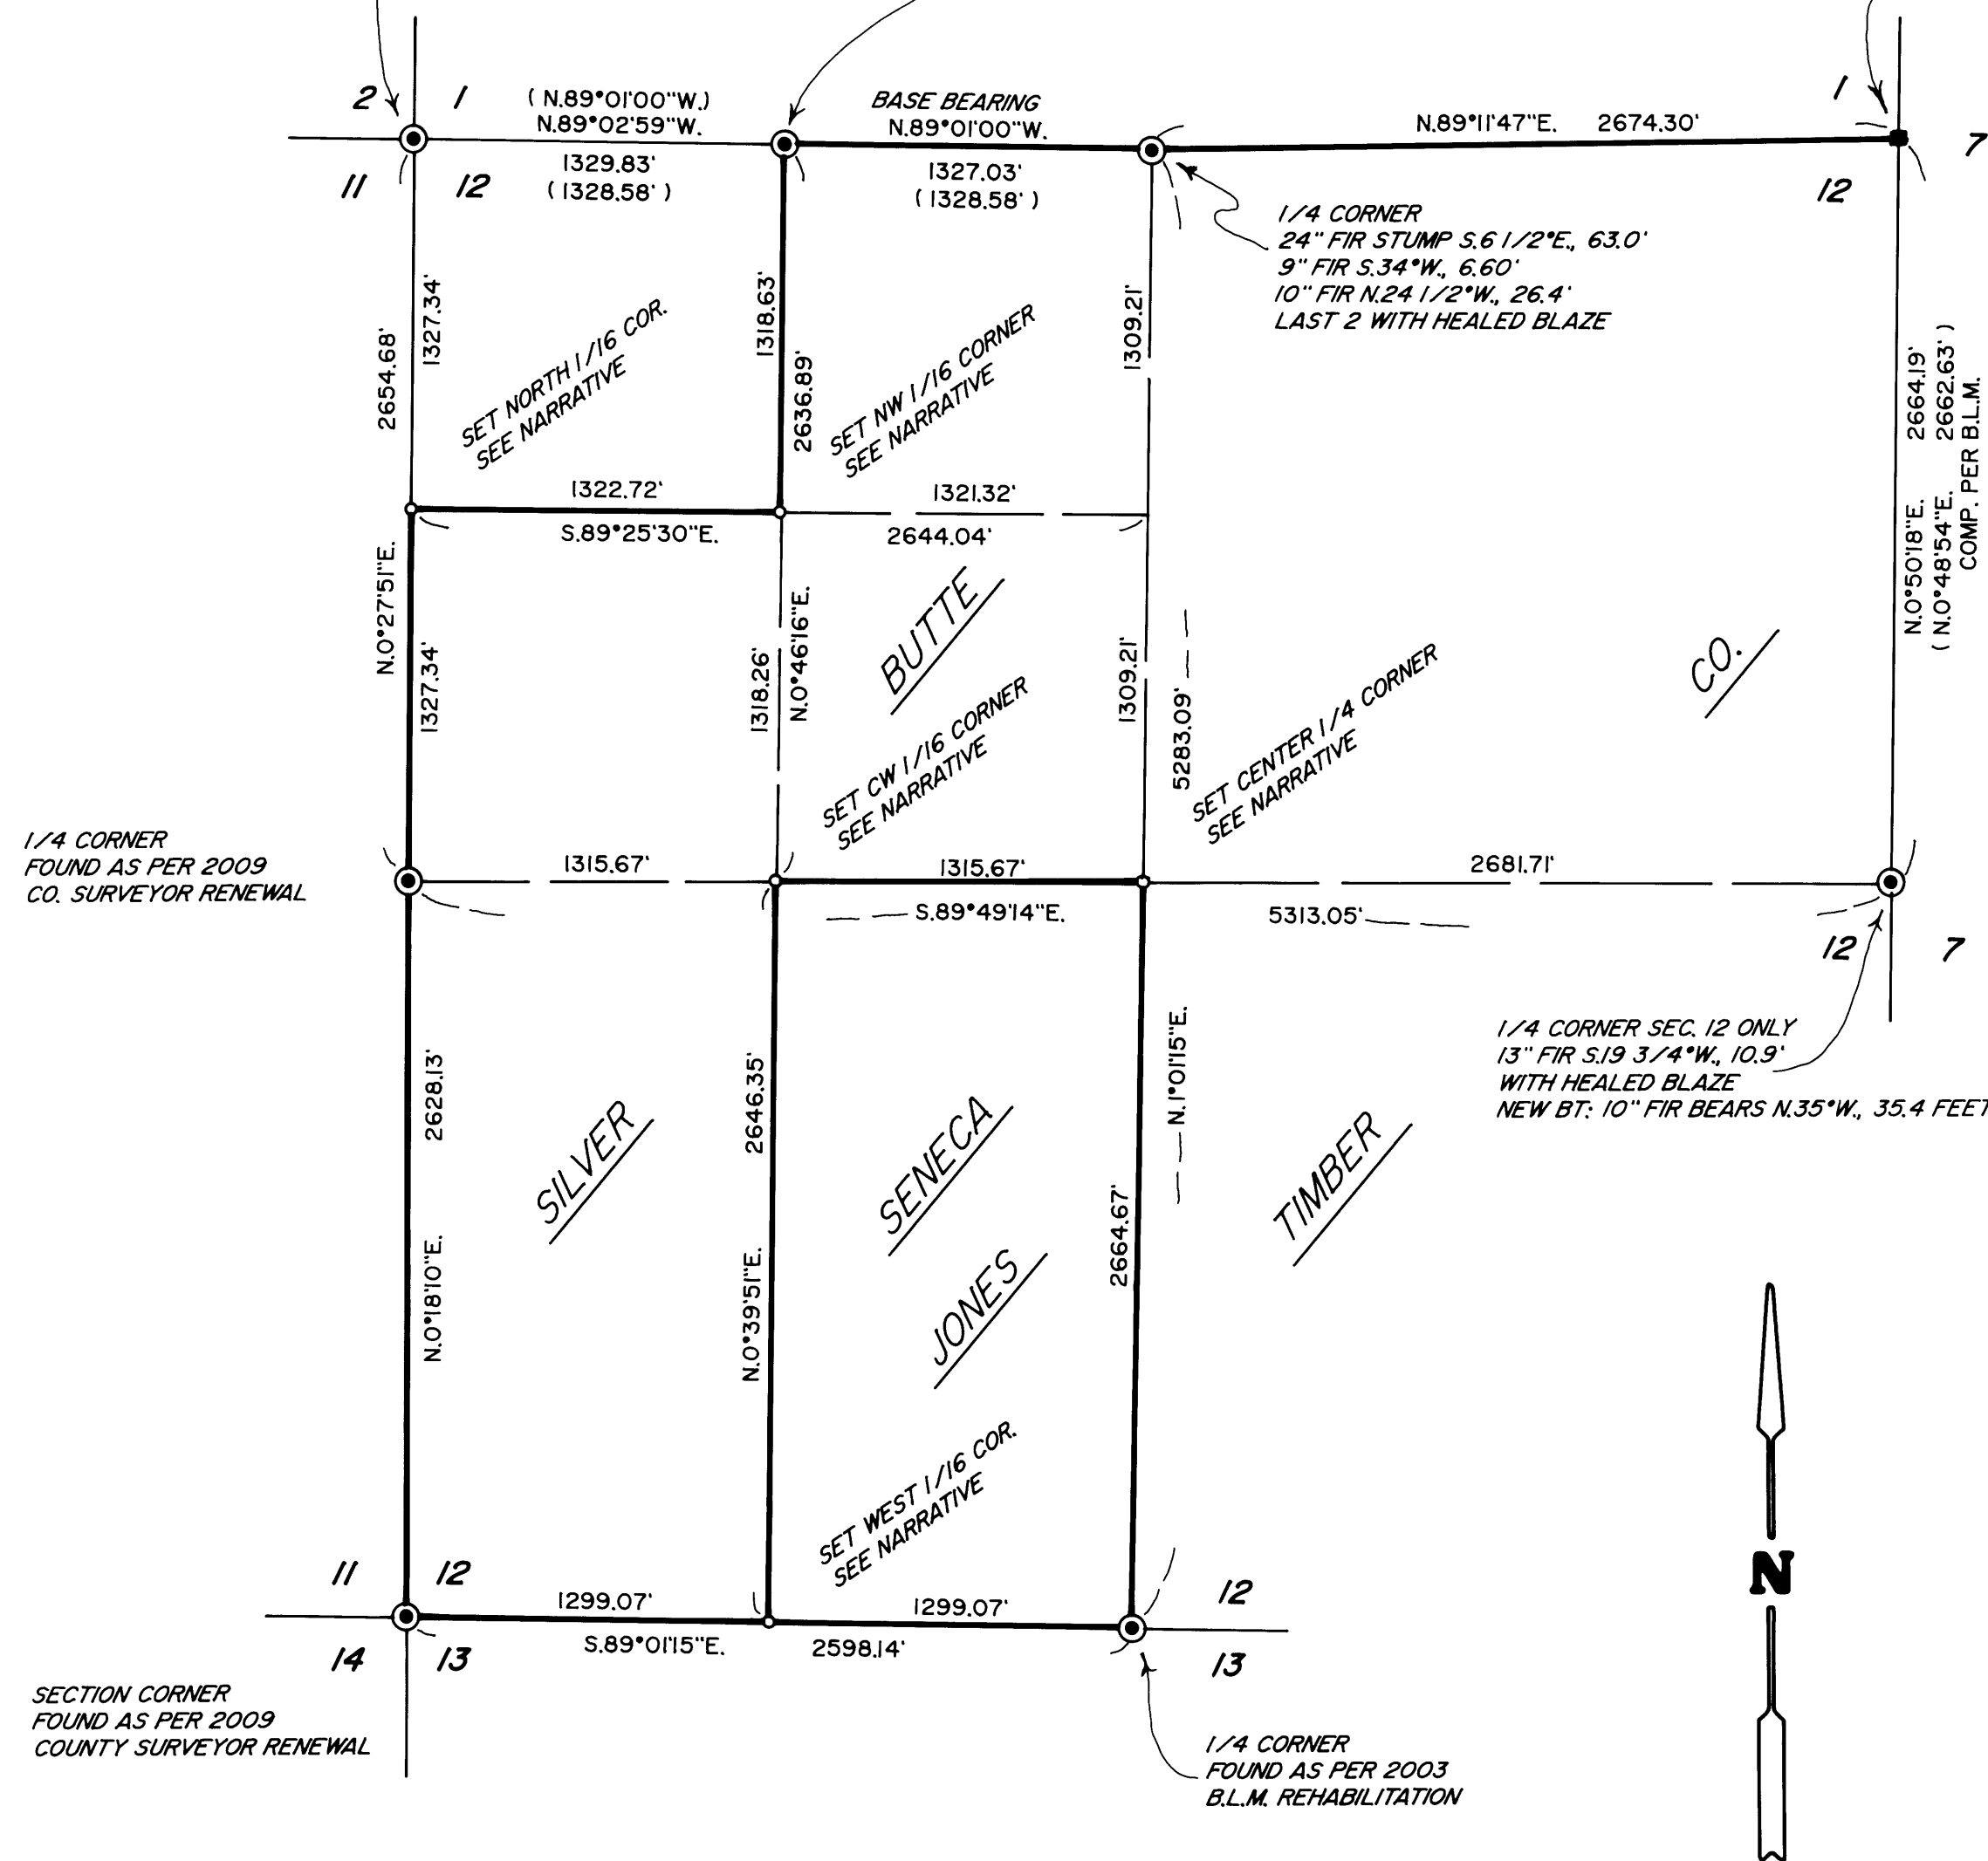 2
1
( N.89°01'00"W.)
N.89°02'59"W.
BASE BEARING
N.89°01'00"W.
N.89°11'47"E. 2674.30'
1
7
11
12
1329.83'
( 1328.58' )
1327.03'
( 1328.58' )
12
1/4 CORNER
24" FIR STUMP S.6 1/2°E., 63.0'
9" FIR S.34°W., 6.60'
10" FIR N.24 1/2°W., 26.4'
LAST 2 WITH HEALED BLAZE
2654.68'
1327.34'
SET NORTH 1/16 COR.
SEE NARRATIVE
1318.63'
2636.89'
SET NW 1/16 CORNER
SEE NARRATIVE
1309.21'
N.0°50'18"E. 2664.19'
( N.0°48'54"E. 2662.63' )
COMP. PER B.L.M.
1322.72'
S.89°25'30"E.
1321.32'
2644.04'
N.0°27'51"E.
1327.34'
1318.26'
N.0°46'16"E.
BUTTE
SET CW 1/16 CORNER
SEE NARRATIVE
1309.21'
5283.09'
SET CENTER 1/4 CORNER
SEE NARRATIVE
CO.
1/4 CORNER
FOUND AS PER 2009
CO. SURVEYOR RENEWAL
1315.67'
1315.67'
2681.71'
S.89°49'14"E.
5313.05'
12
7
1/4 CORNER SEC. 12 ONLY
13" FIR S.19 3/4°W., 10.9'
WITH HEALED BLAZE
NEW BT: 10" FIR BEARS N.35°W., 35.4 FEET
2628.13'
N.0°18'10"E.
SILVER
2646.35'
N.0°39'51"E.
SENECA
JONES
N.1°01'15"E.
2664.67'
TIMBER
SET WEST 1/16 COR.
SEE NARRATIVE
N
11
12
1299.07'
1299.07'
12
S.89°01'15"E.
2598.14'
14
13
13
SECTION CORNER
FOUND AS PER 2009
COUNTY SURVEYOR RENEWAL
1/4 CORNER
FOUND AS PER 2003
B.L.M. REHABILITATION